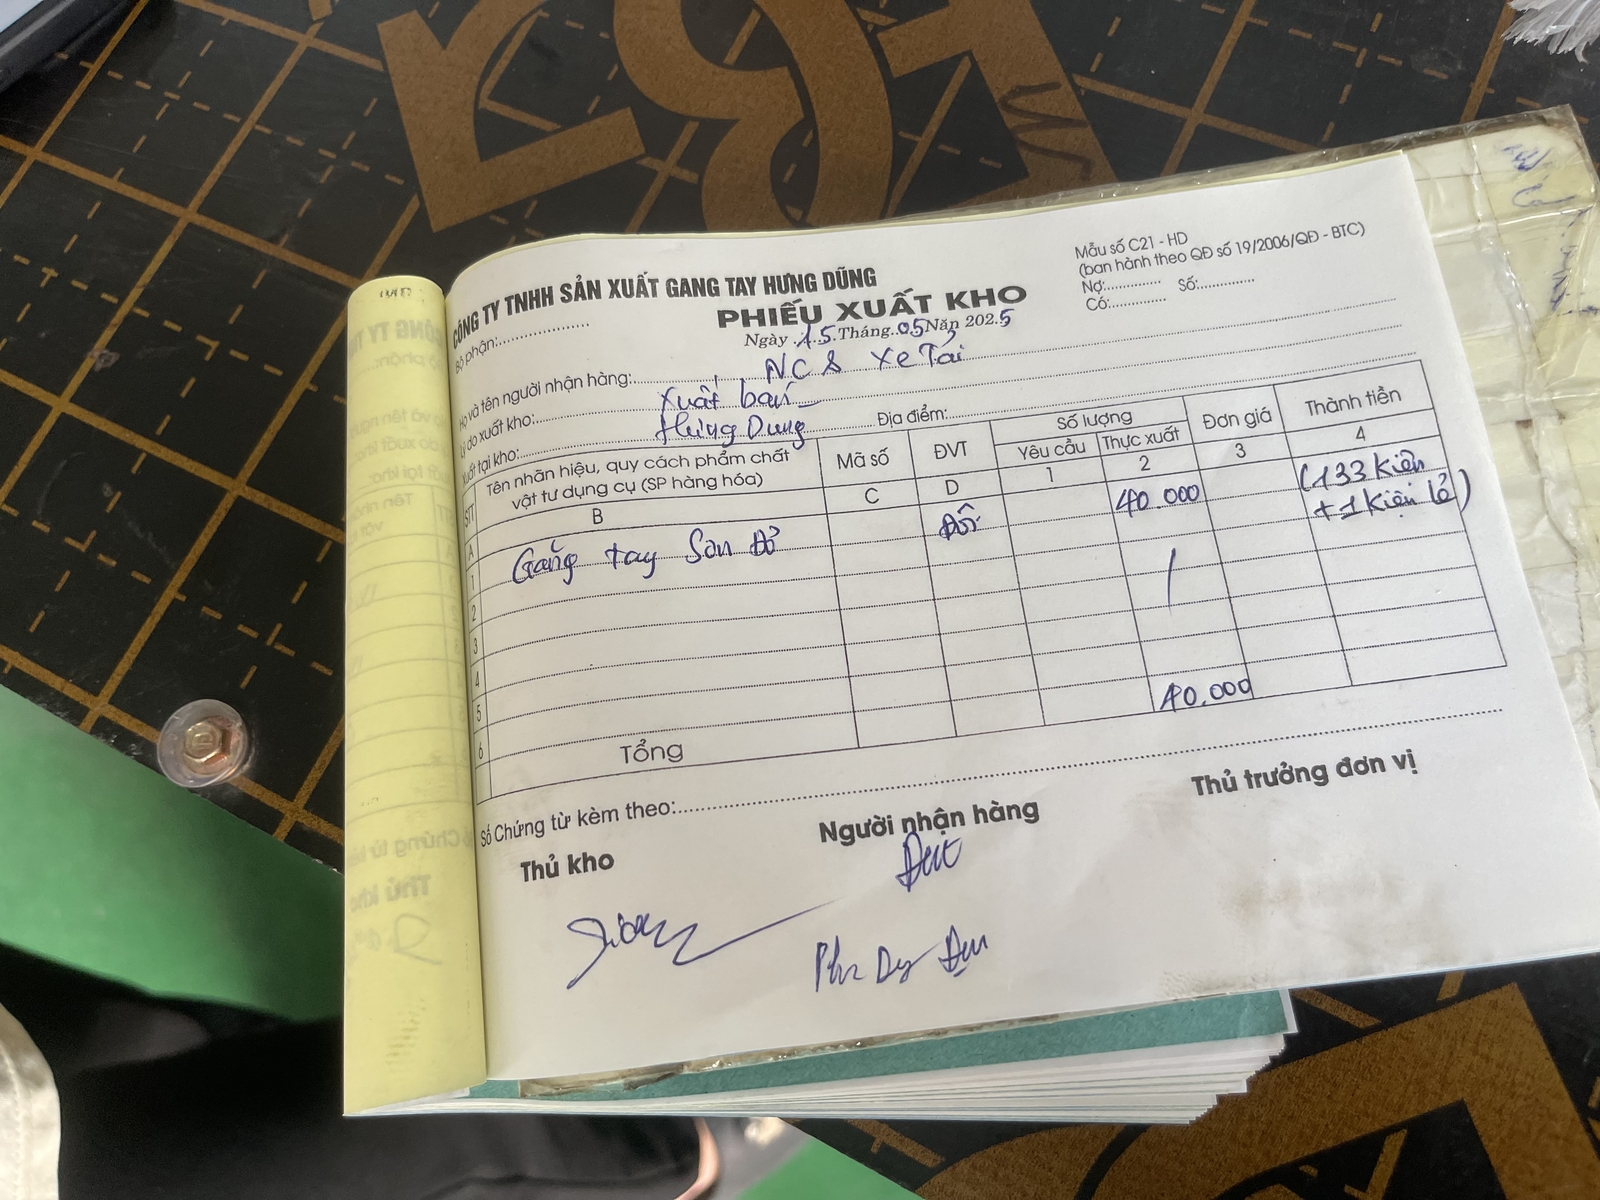 CÔNG TY TNHH SẢN XUẤT GANG TAY HƯNG DŨNG
Bộ phận:
Mẫu số C21 - HD
(ban hành theo QĐ số 19/2006/QĐ - BTC)
Nợ: Số:
Có:
PHIẾU XUẤT KHO
Ngày 15 Tháng 05 Năm 2025
Họ và tên người nhận hàng: NC8 xe Tải
Lý do xuất kho: Xuất bán
Xuất tại kho: Hưng Dũng Địa điểm:
STT Tên nhãn hiệu, quy cách phẩm chất vật tư dụng cụ (SP hàng hóa) Mã số ĐVT Số lượng Đơn giá Thành tiền
Yêu cầu Thực xuất
A B C D 1 2 3 4
1 Găng tay Sơn Đỏ Đôi 40.000 (133 kiện
+ 1 kiện lẻ)
2
3
4
5
6
Tổng 40.000
Số Chứng từ kèm theo:
Thủ kho Người nhận hàng Thủ trưởng đơn vị